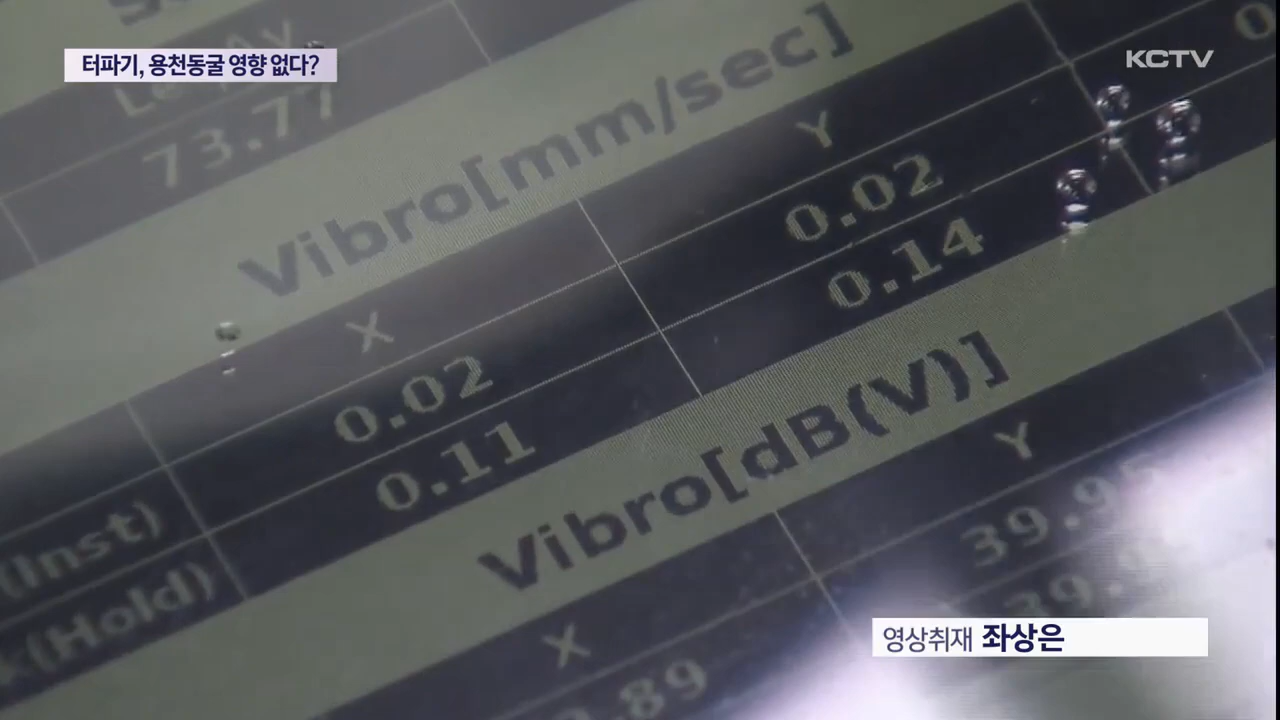 터파기, 용천동굴 영향 없다?
KCTV
73.77
Vibro[mm/sec]
X Y
(Inst) 0.02 0.02
k(Hold) 0.11 0.14
Vibro[dB(V)]
X Y
.89
영상취재 좌상은